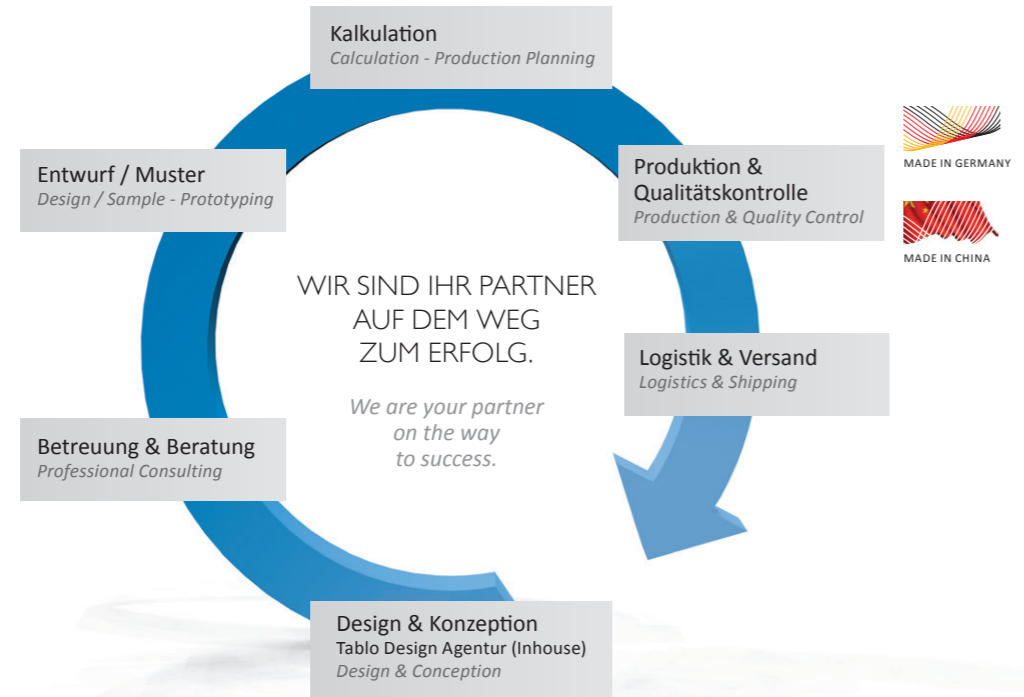 Kalkulation
Calculation - Production Planning
Entwurf / Muster
Design / Sample - Prototyping
Produktion &
Qualitätskontrolle
Production & Quality Control
MADE IN GERMANY
MADE IN CHINA
WIR SIND IHR PARTNER
AUF DEM WEG
ZUM ERFOLG.
We are your partner
on the way
to success.
Logistik & Versand
Logistics & Shipping
Betreuung & Beratung
Professional Consulting
Design & Konzeption
Tablo Design Agentur (Inhouse)
Design & Conception